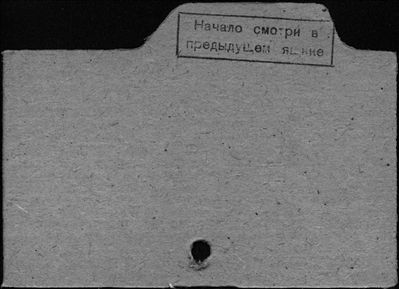 Начало смотри в
предыдущем ящике